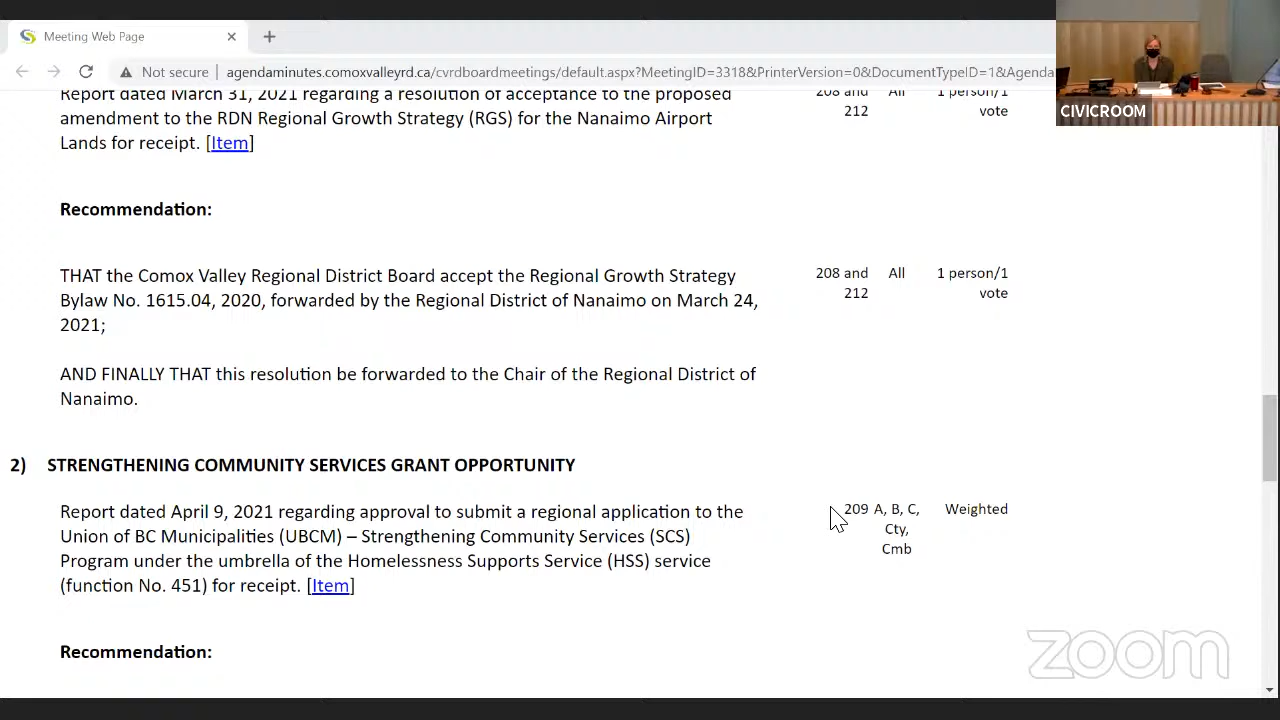 Meeting Web Page
Not secure
agendaminutes.comoxvalleyrd.ca/cvrdboardmeetings/default.aspx?MeetingID=3318&PrinterVersion=0&DocumentTypeID=1&Agenda
CIVICROOM
Report dated March 31, 2021 regarding a resolution of acceptance to the proposed
208 and All 1 person/1
amendment to the RDN Regional Growth Strategy (RGS) for the Nanaimo Airport
212 vote
Lands for receipt. [Item]
Recommendation:
THAT the Comox Valley Regional District Board accept the Regional Growth Strategy
208 and All 1 person/1
Bylaw No. 1615.04, 2020, forwarded by the Regional District of Nanaimo on March 24,
212 vote
2021;
AND FINALLY THAT this resolution be forwarded to the Chair of the Regional District of
Nanaimo.
2) STRENGTHENING COMMUNITY SERVICES GRANT OPPORTUNITY
Report dated April 9, 2021 regarding approval to submit a regional application to the
209 A, B, C, Weighted
Union of BC Municipalities (UBCM) – Strengthening Community Services (SCS)
Cty,
Program under the umbrella of the Homelessness Supports Service (HSS) service
Cmb
(function No. 451) for receipt. [Item]
Recommendation:
zoom